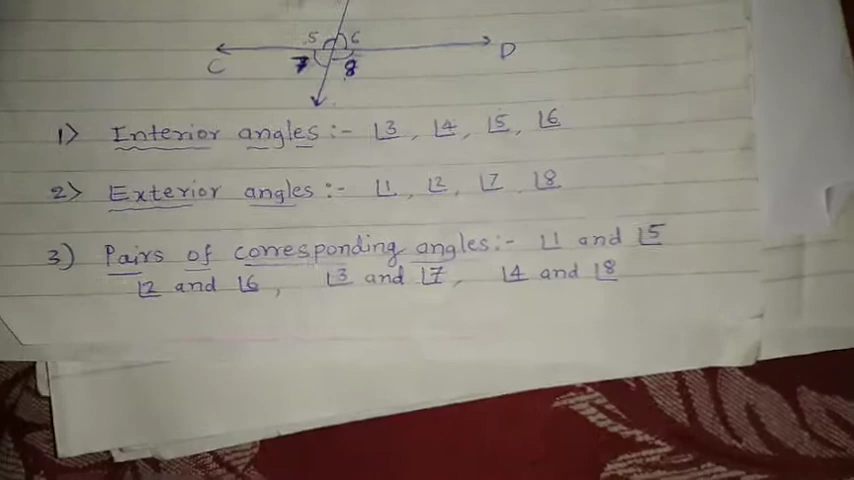 5 6
C D
7 8
1> Interior angles :- ∠3, ∠4, ∠5, ∠6
2> Exterior angles :- ∠1, ∠2, ∠7, ∠8
3) Pairs of corresponding angles:- ∠1 and ∠5
∠2 and ∠6, ∠3 and ∠7, ∠4 and ∠8